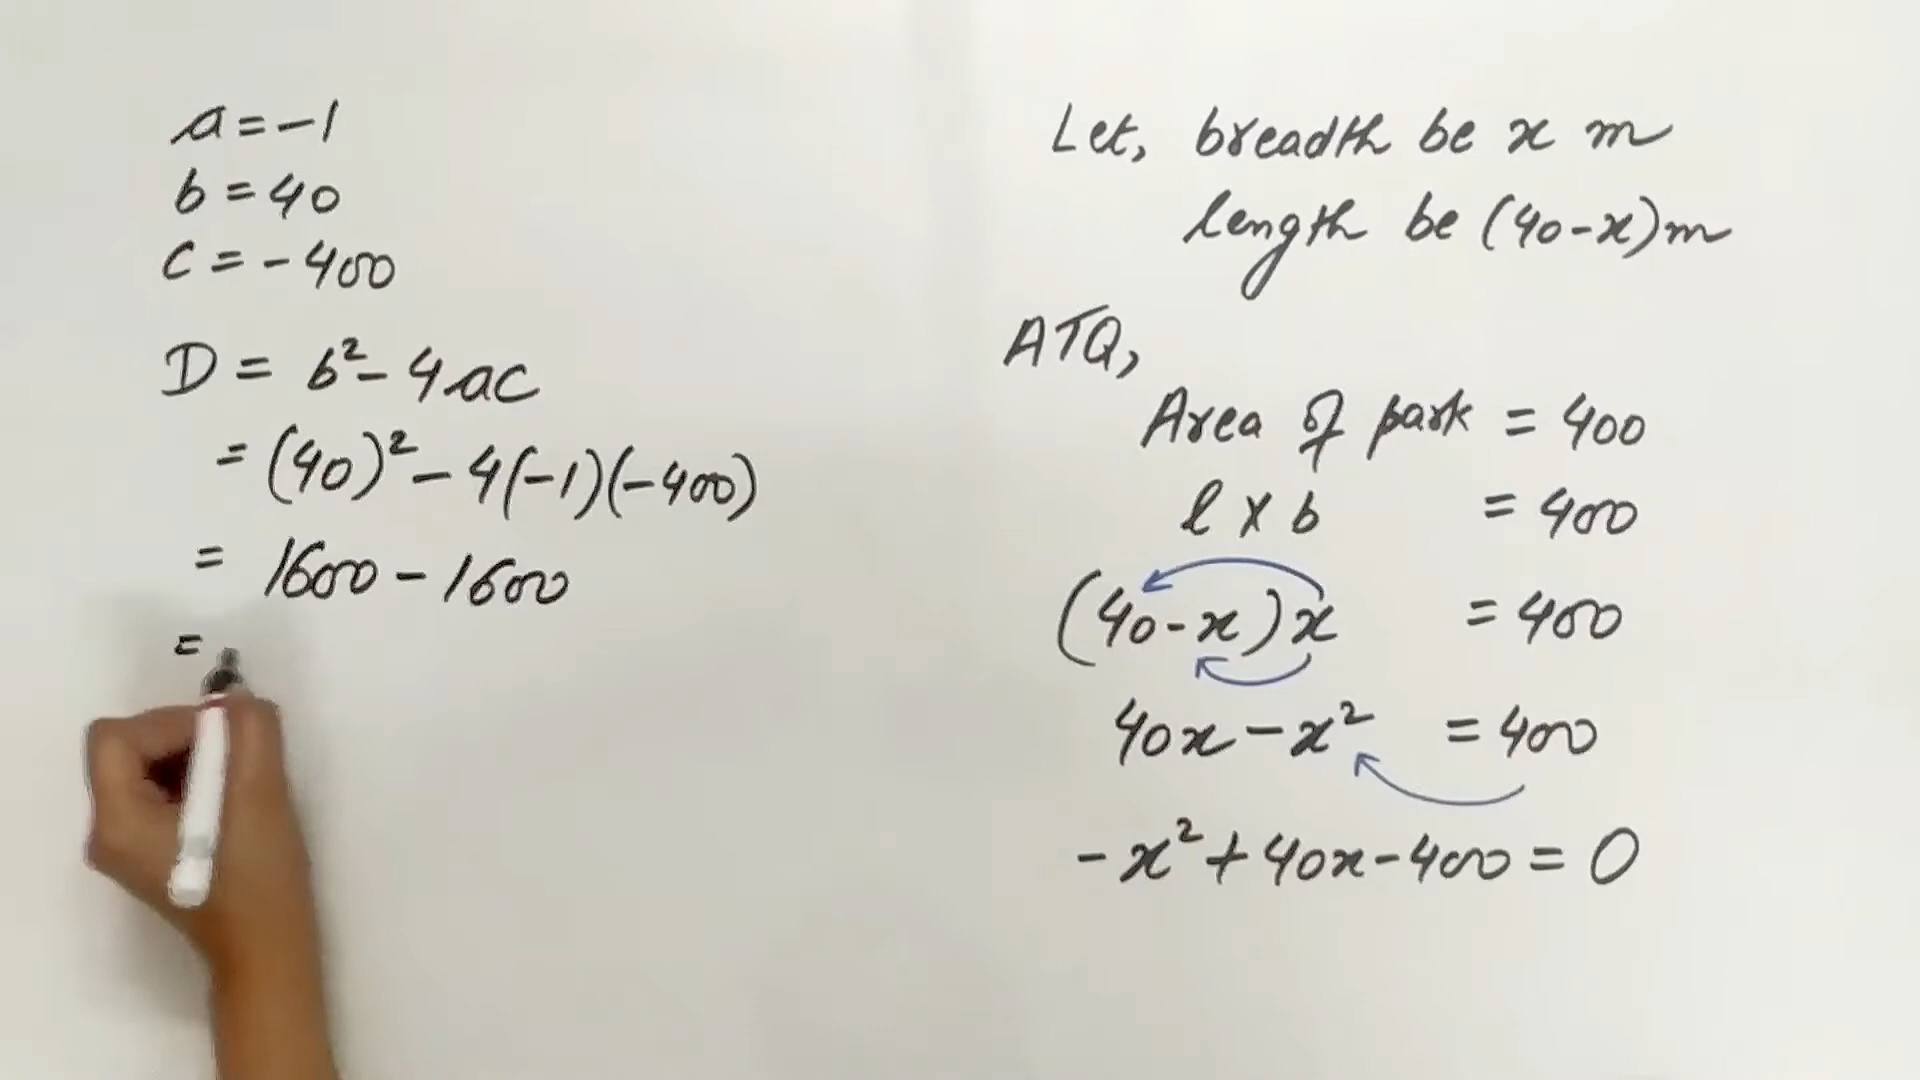 a = -1
b = 40
c = -400
D = b² - 4ac
= (40)² - 4(-1)(-400)
= 1600 - 1600
=
Let, breadth be x m
length be (40-x)m
ATQ,
Area of park = 400
l × b = 400
(40-x)x = 400
40x - x² = 400
-x² + 40x - 400 = 0